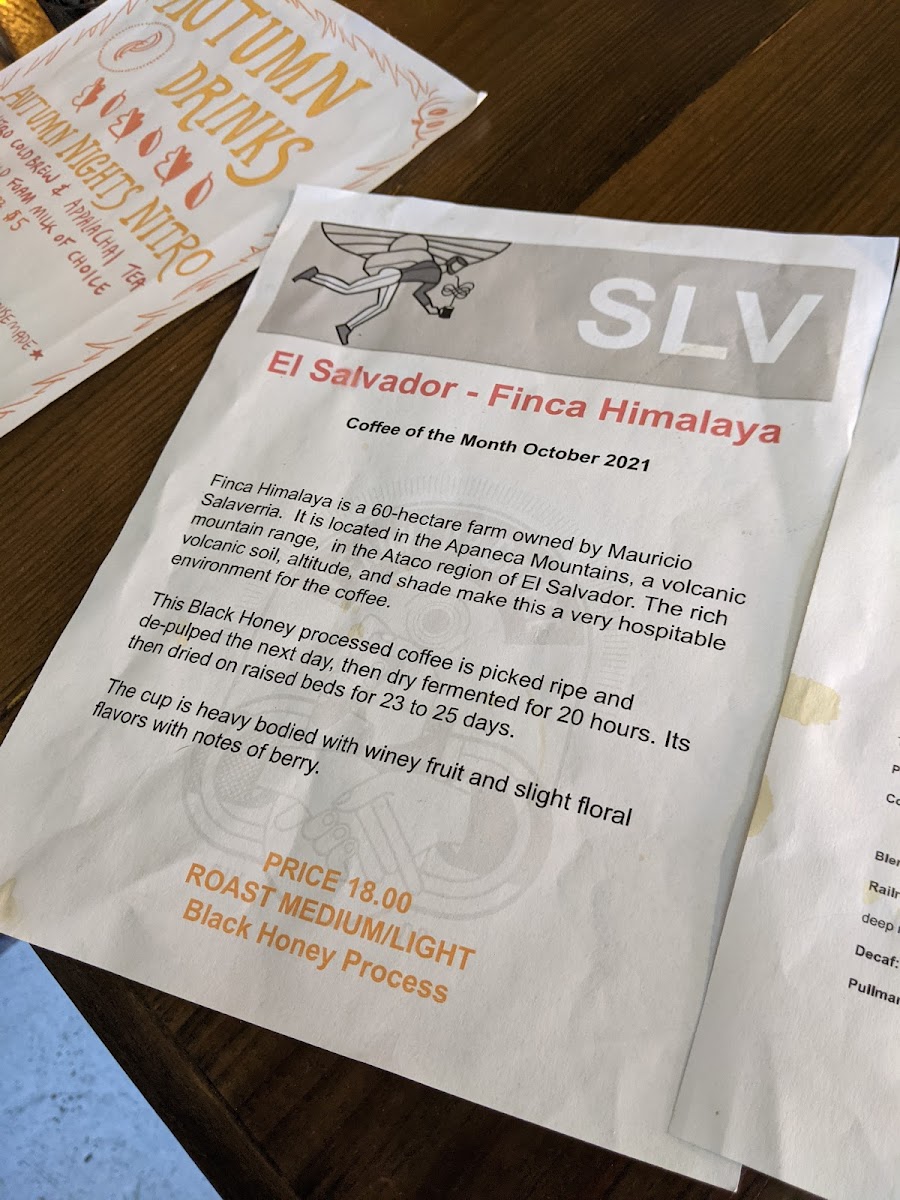 AUTUMN
DRINKS
AUTUMN NIGHTS NITRO
COLDBREW & APPALACHAI TEA
FOAM MILK OF CHOICE
$5
SLV
El Salvador - Finca Himalaya
Coffee of the Month October 2021
Finca Himalaya is a 60-hectare farm owned by Mauricio
Salaverria. It is located in the Apaneca Mountains, a volcanic
mountain range, in the Ataco region of El Salvador. The rich
volcanic soil, altitude, and shade make this a very hospitable
environment for the coffee.
This Black Honey processed coffee is picked ripe and
de-pulped the next day, then dry fermented for 20 hours. Its
then dried on raised beds for 23 to 25 days.
The cup is heavy bodied with winey fruit and slight floral
flavors with notes of berry.
PRICE 18.00
ROAST MEDIUM/LIGHT
Black Honey Process
deep
Decaf: